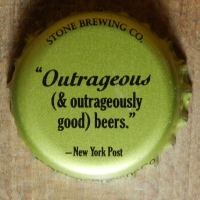 STONE BREWING CO.
“Outrageous
(& outrageously
good) beers.”
—New York Post